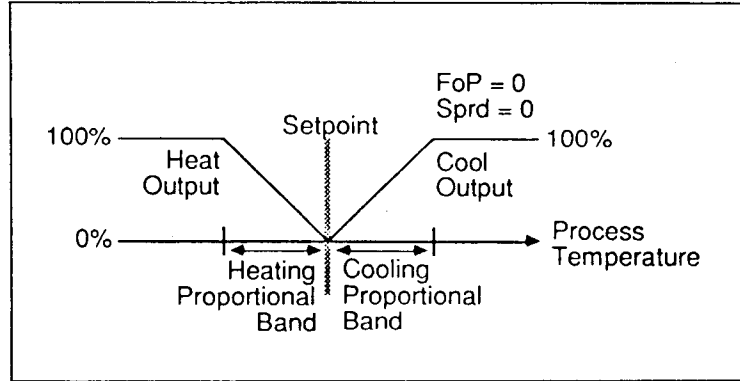 FoP = 0
Sprd = 0
Setpoint
100%
100%
Heat
Output
Cool
Output
0%
Process
Temperature
Heating
Proportional
Band
Cooling
Proportional
Band